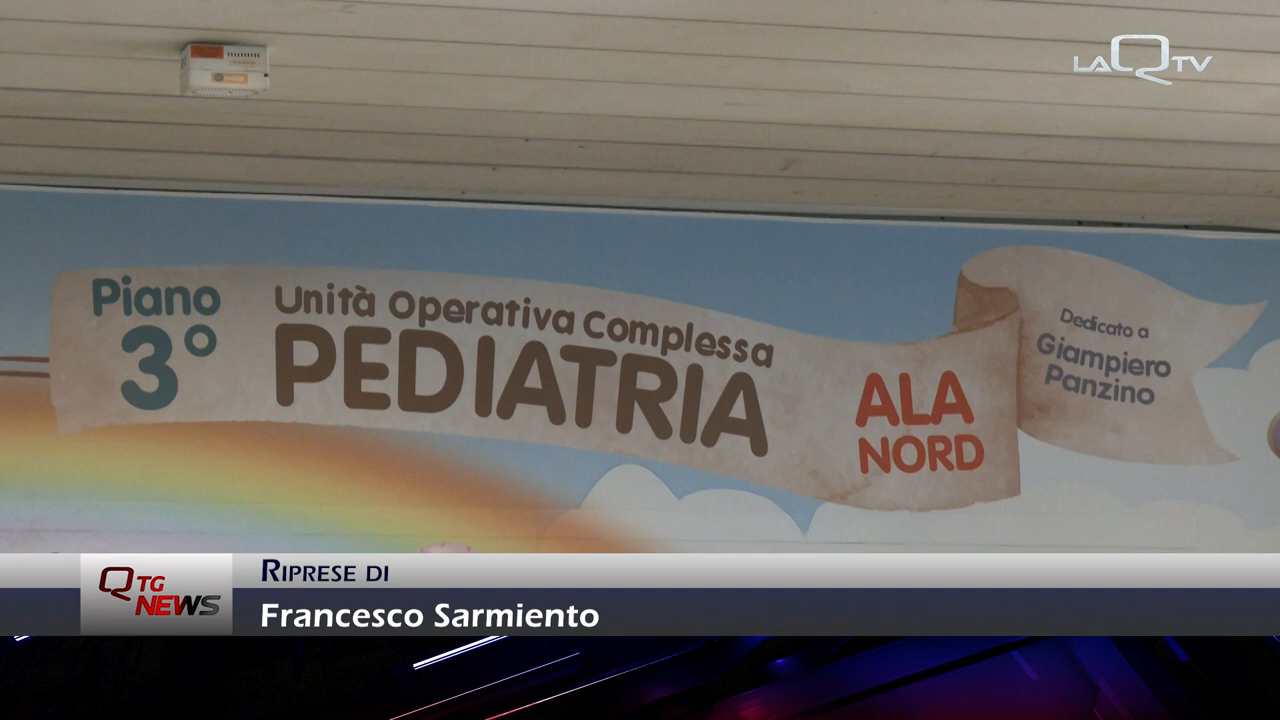 LAQTV
Piano
3°
Unità Operativa Complessa
PEDIATRIA
ALA
NORD
Dedicato a
Giampiero
Panzino
QTG
NEWS
Riprese di
Francesco Sarmiento